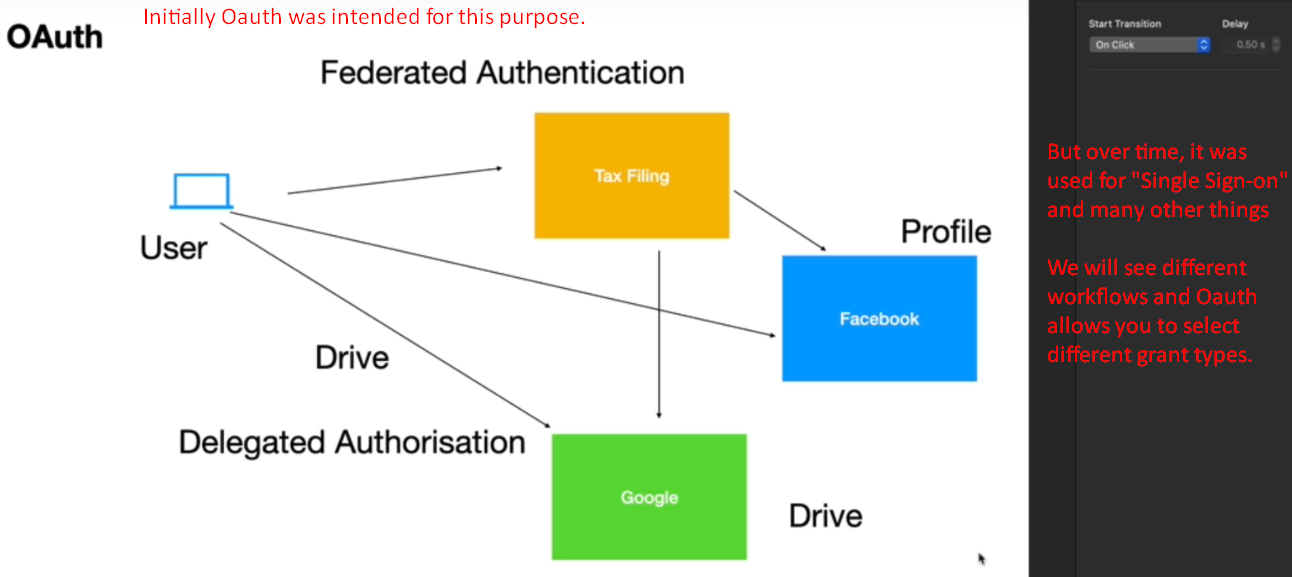 Initially Oauth was intended for this purpose.
OAuth
Federated Authentication
Tax Filing
User
Profile
Facebook
Drive
Delegated Authorisation
Google
Drive
Start Transition
Delay
On Click
0.50 s
But over time, it was
used for "Single Sign-on"
and many other things
We will see different
workflows and Oauth
allows you to select
different grant types.